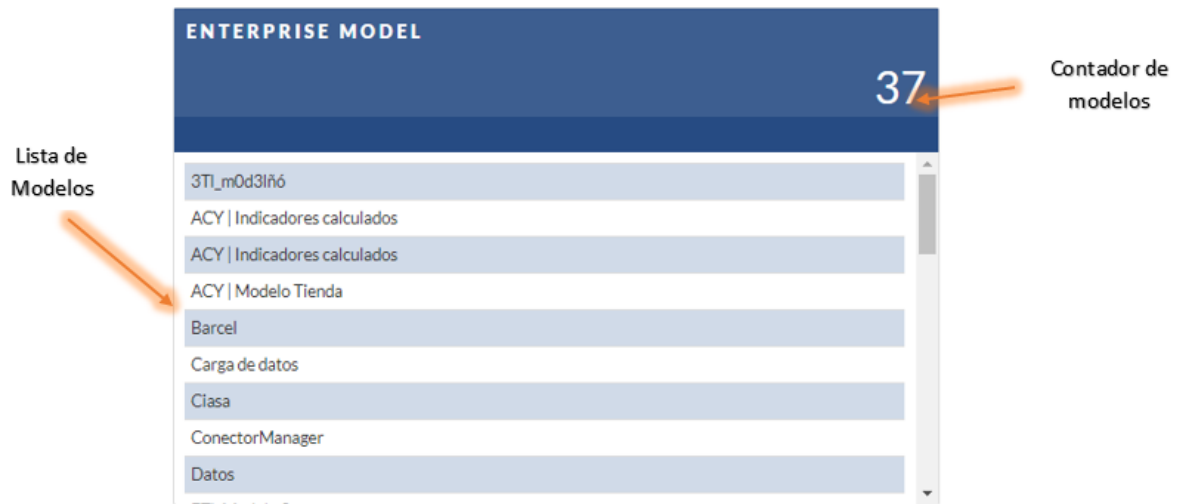 ENTERPRISE MODEL
37
Contador de
modelos
Lista de
Modelos
3TI_m0d3lñó
ACY | Indicadores calculados
ACY | Indicadores calculados
ACY | Modelo Tienda
Barcel
Carga de datos
Ciasa
ConectorManager
Datos